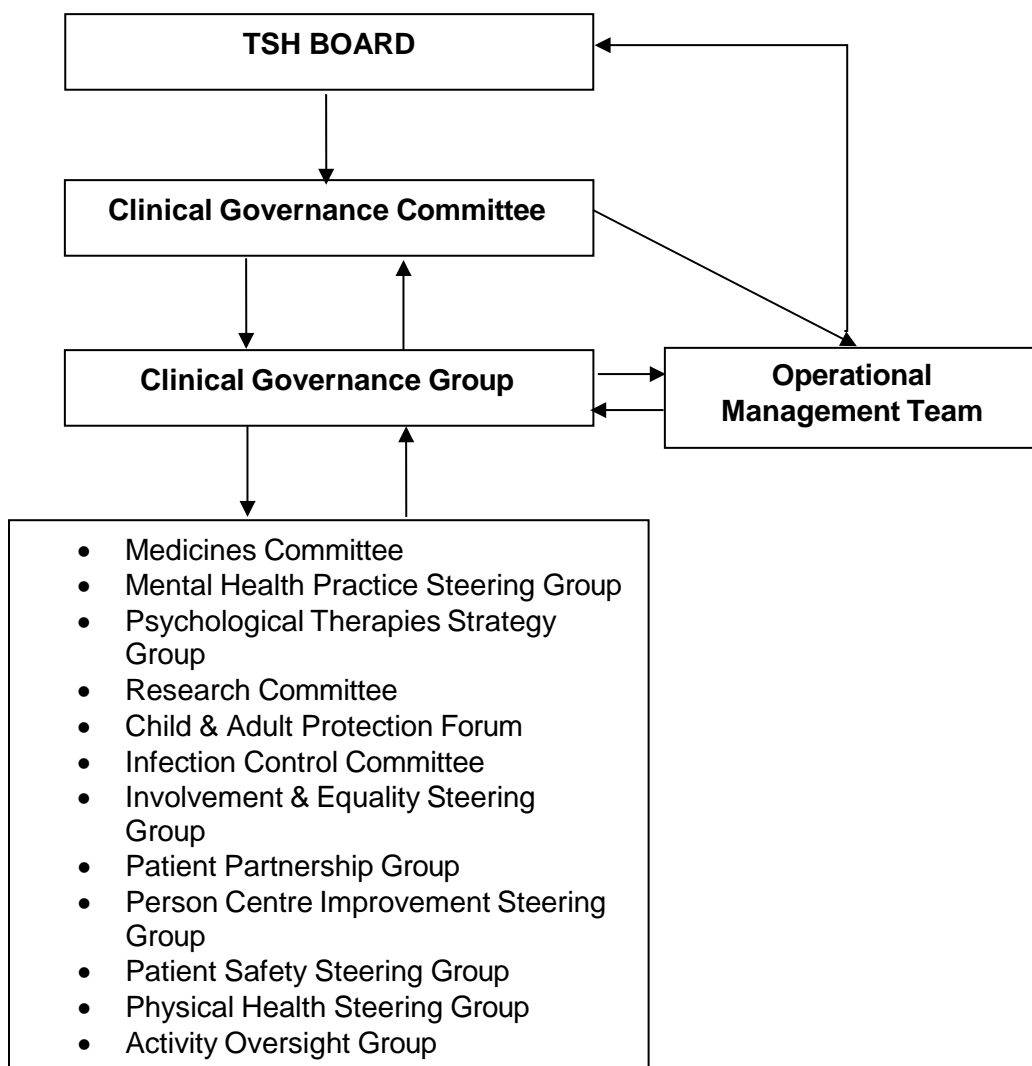 TSH BOARD
Clinical Governance Committee
Clinical Governance Group
Operational
Management Team
• Medicines Committee
• Mental Health Practice Steering Group
• Psychological Therapies Strategy
Group
• Research Committee
• Child & Adult Protection Forum
• Infection Control Committee
• Involvement & Equality Steering
Group
• Patient Partnership Group
• Person Centre Improvement Steering
Group
• Patient Safety Steering Group
• Physical Health Steering Group
• Activity Oversight Group